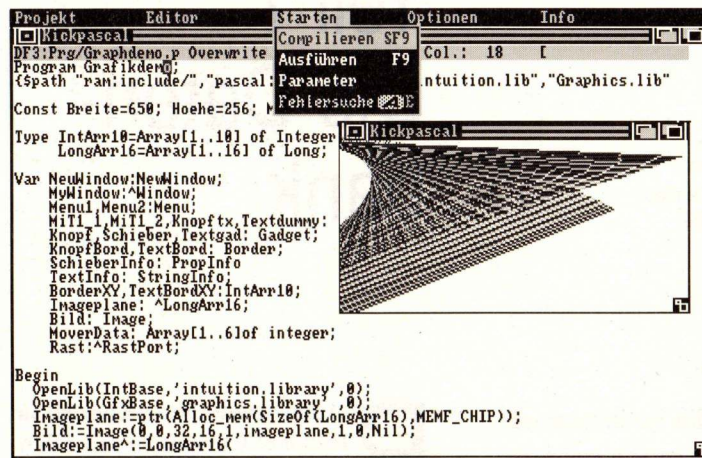 Projekt Editor Starten Optionen Info
Kickpascal
Compilieren SF9
DF3:Prg/Graphdemo.p Overwrite Col.: 18 [
Ausführen F9
Program Grafikdemo;
{$path "ram:include/","pascal: intuition.lib","Graphics.lib"
Parameter
Fehlersuche E
Const Breite=650; Hoehe=256;
Type IntArr10=Array[1..10] of Integer
Kickpascal
LongArr16=Array[1..16] of Long;
Var NeuWindow:NewWindow;
MyWindow:^Window;
Menu1,Menu2:Menu;
MiT1_1,MiT1_2,Knopftx,Textdummy:
Knopf,Schieber,Textgad: Gadget;
KnopfBord,TextBord: Border;
SchieberInfo: PropInfo
TextInfo: StringInfo;
BorderXY,TextBordXY:IntArr10;
Imageplane: ^LongArr16;
Bild: Image;
MoverData: Array[1..6]of integer;
Rast:^RastPort;
Begin
OpenLib(IntBase,'intuition.library',0);
OpenLib(GfxBase,'graphics.library' ,0);
Imageplane:=ptr(Alloc_mem(SizeOf(LongArr16),MEMF_CHIP));
Bild:=Image(0,0,32,16,1,imageplane,1,0,Nil);
Imageplane^:=LongArr16(